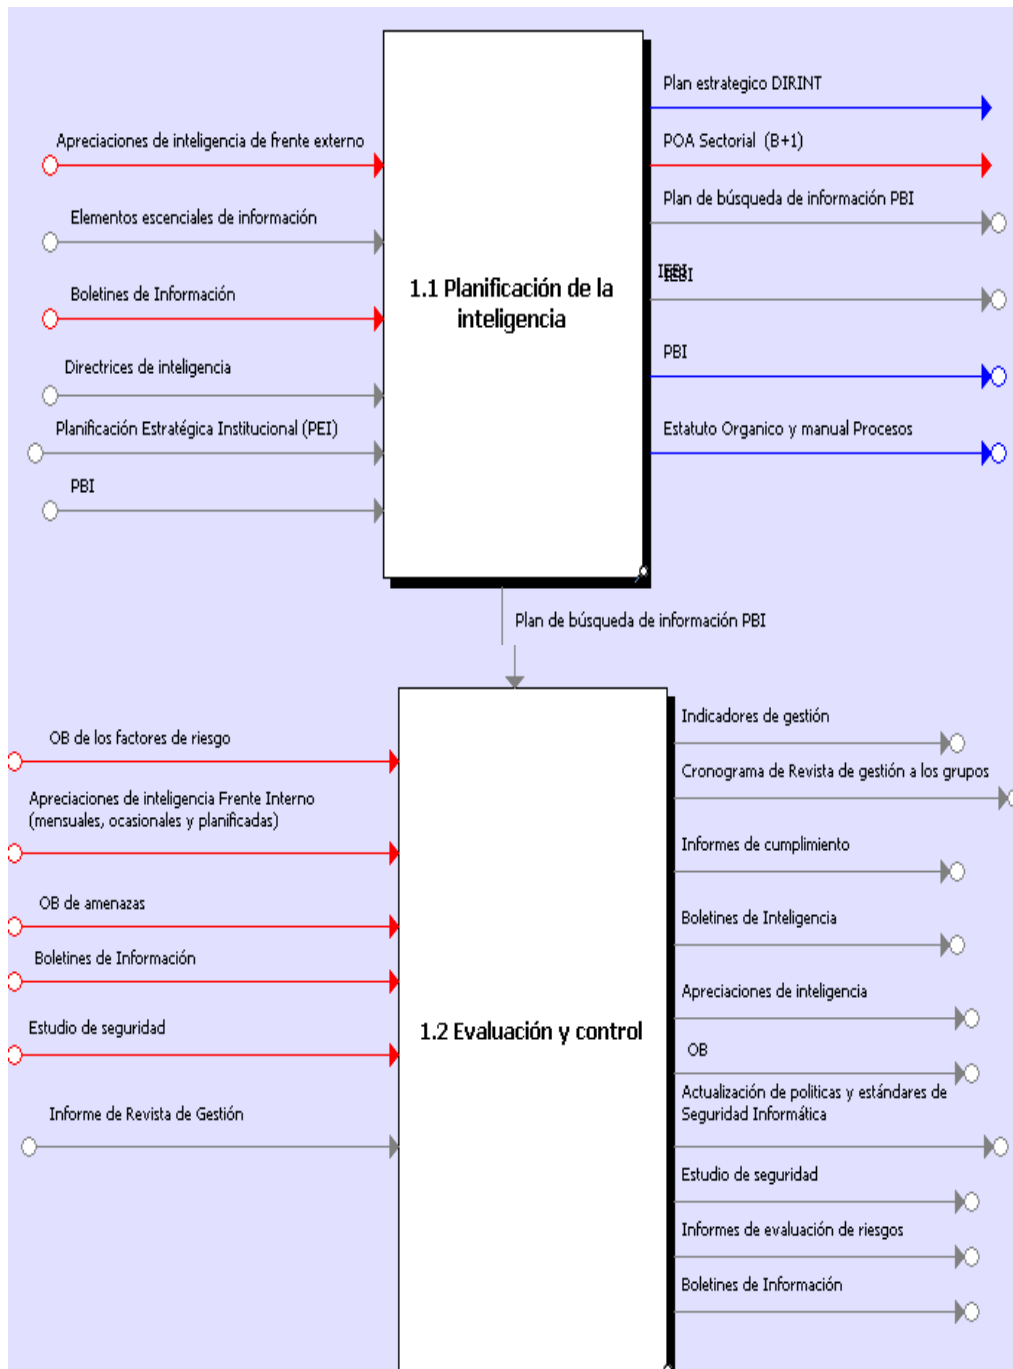 Plan estrategico DIRINT
Apreciaciones de inteligencia de frente externo
POA Sectorial (B+1)
Elementos escenciales de información
Plan de búsqueda de información PBI
Boletines de Información
1.1 Planificación de la
inteligencia
Directrices de inteligencia
PBI
Planificación Estratégica Institucional (PEI)
Estatuto Organico y manual Procesos
PBI
Plan de búsqueda de información PBI
OB de los factores de riesgo
Indicadores de gestión
Cronograma de Revista de gestión a los grupos
Apreciaciones de inteligencia Frente Interno
(mensuales, ocasionales y planificadas)
Informes de cumplimiento
OB de amenazas
Boletines de Inteligencia
Boletines de Información
Apreciaciones de inteligencia
Estudio de seguridad
1.2 Evaluación y control
OB
Informe de Revista de Gestión
Actualización de politicas y estándares de
Seguridad Informática
Estudio de seguridad
Informes de evaluación de riesgos
Boletines de Información